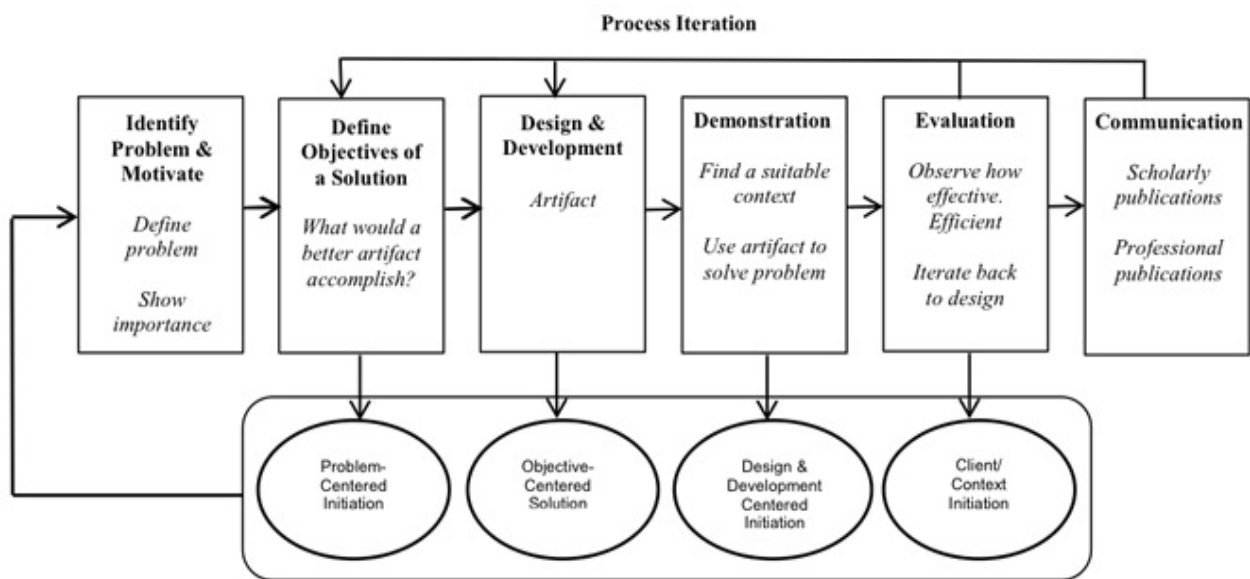 Process Iteration
Identify
Problem &
Motivate
Define
problem
Show
importance
Define
Objectives of
a Solution
What would a
better artifact
accomplish?
Design &
Development
Artifact
Demonstration
Find a suitable
context
Use artifact to
solve problem
Evaluation
Observe how
effective.
Efficient
Iterate back
to design
Communication
Scholarly
publications
Professional
publications
Problem-
Centered
Initiation
Objective-
Centered
Solution
Design &
Development
Centered
Initiation
Client/
Context
Initiation